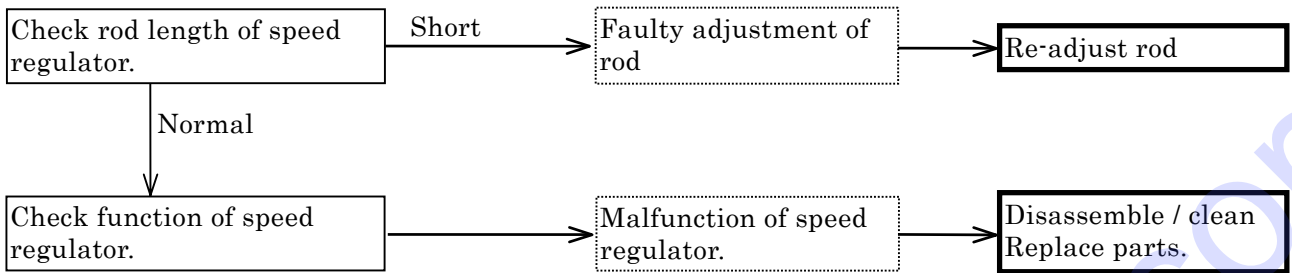 Check rod length of speed
regulator.
Short
Faulty adjustment of
rod
Re-adjust rod
Normal
Check function of speed
regulator.
Malfunction of speed
regulator.
Disassemble / clean
Replace parts.